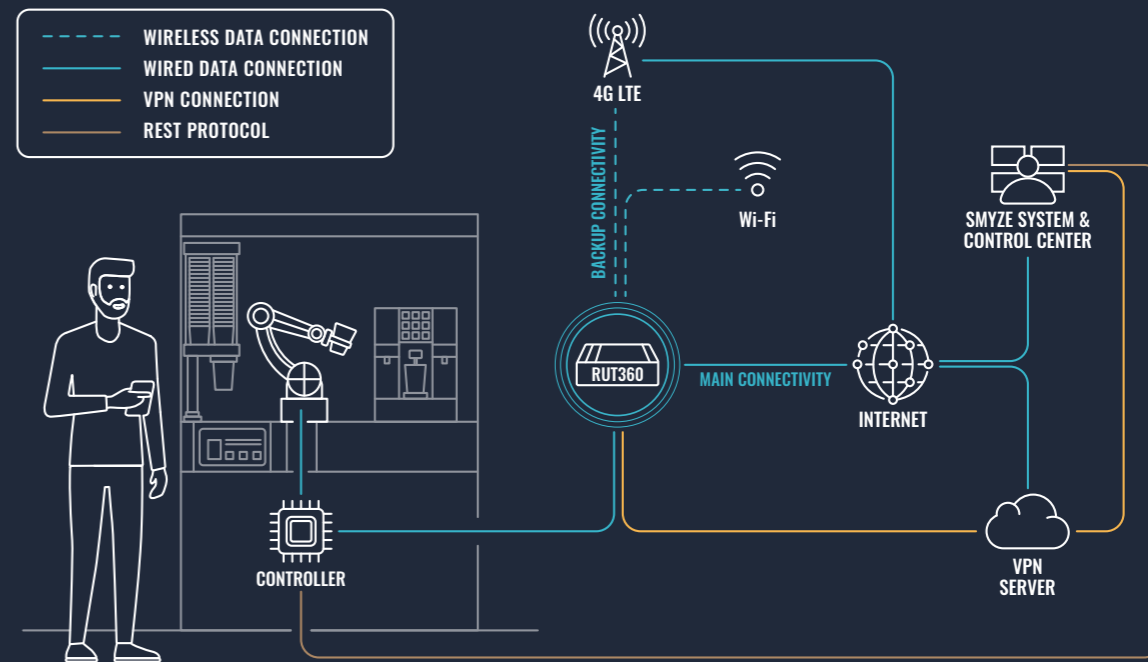 WIRELESS DATA CONNECTION
WIRED DATA CONNECTION
VPN CONNECTION
REST PROTOCOL
4G LTE
BACKUP CONNECTIVITY
Wi-Fi
SMYZE SYSTEM &
CONTROL CENTER
RUT360
MAIN CONNECTIVITY
INTERNET
CONTROLLER
VPN
SERVER